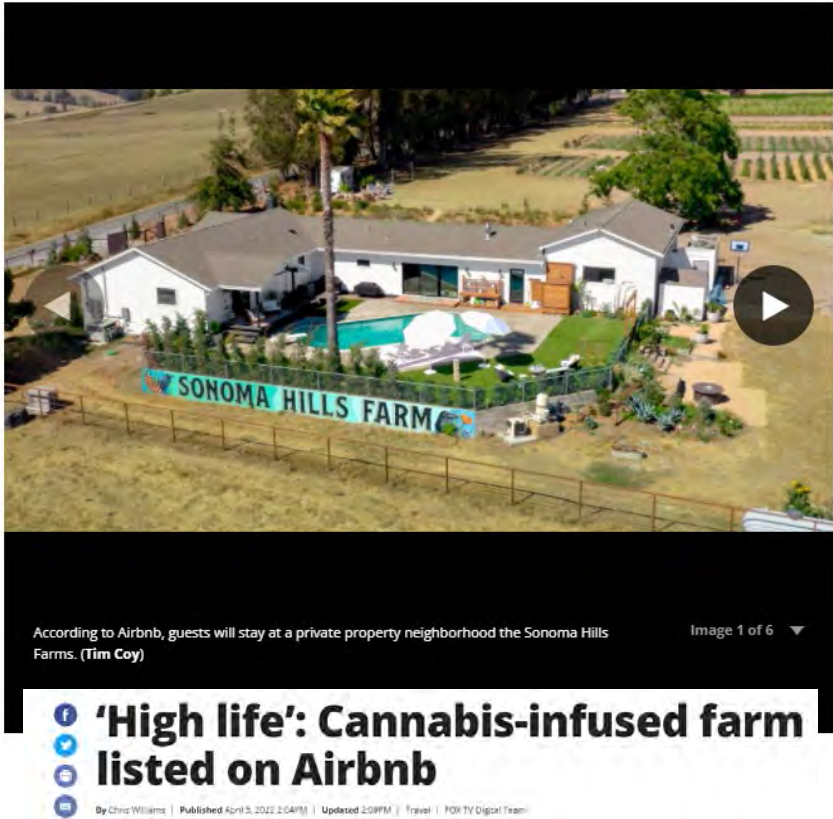 SONOMA HILLS FARM
According to Airbnb, guests will stay at a private property neighborhood the Sonoma Hills
Farms. (Tim Coy)
Image 1 of 6
‘High life’: Cannabis-infused farm
listed on Airbnb
By Chris Williams | Published April 5, 2022 2:04PM | Updated 2:09PM | Travel | FOX TV Digital Team